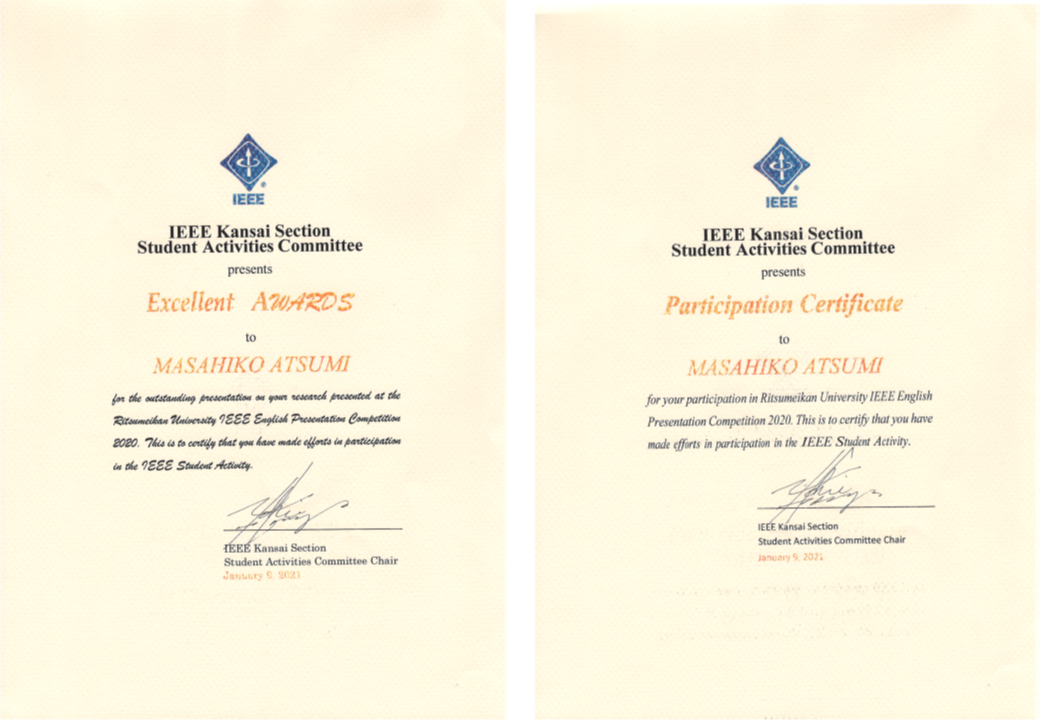 IEEE
IEEE Kansai Section
Student Activities Committee
presents
Excellent AWARDS
to
MASAHIKO ATSUMI
for the outstanding presentation on your research presented at the
Ritsumeikan University IEEE English Presentation Competition
2020. This is to certify that you have made efforts in participation
in the IEEE Student Activity.
IEEE Kansai Section
Student Activities Committee Chair
January 9, 2021
IEEE
IEEE Kansai Section
Student Activities Committee
presents
Participation Certificate
to
MASAHIKO ATSUMI
for your participation in Ritsumeikan University IEEE English
Presentation Competition 2020. This is to certify that you have
made efforts in participation in the IEEE Student Activity.
IEEE Kansai Section
Student Activities Committee Chair
January 9, 2021